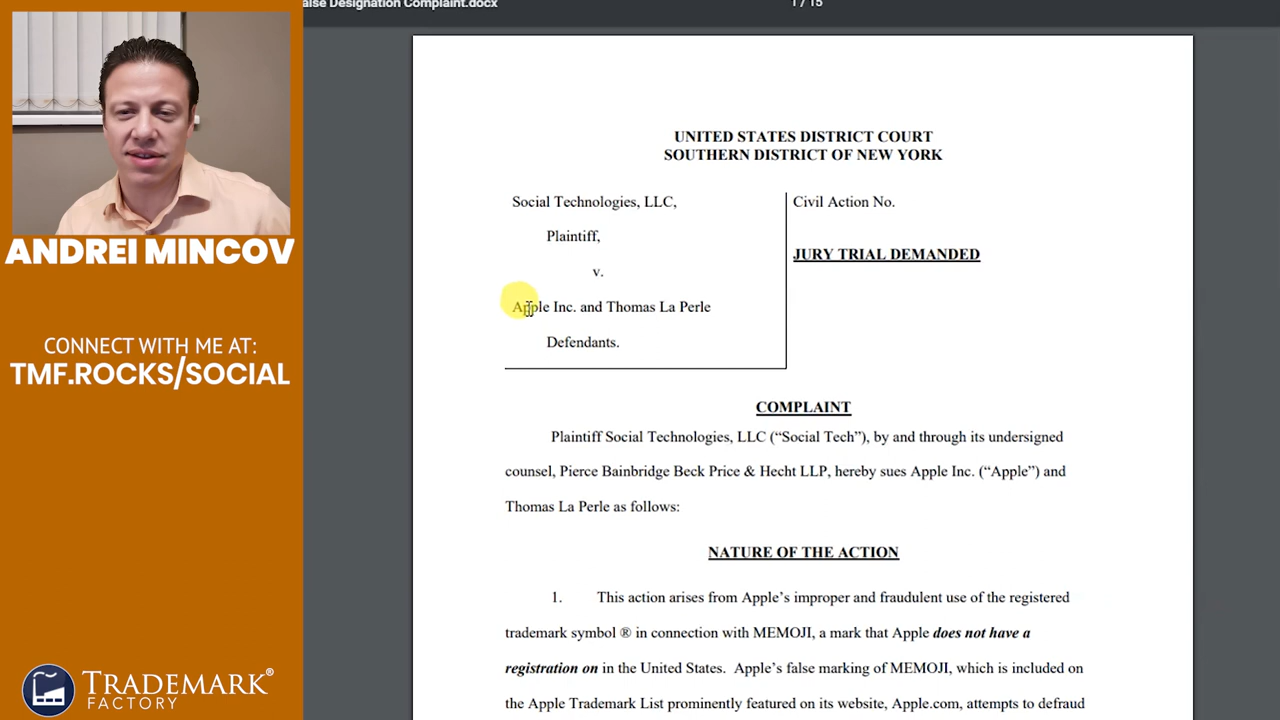 aise Designation Complaint.docx
1 / 15
UNITED STATES DISTRICT COURT
SOUTHERN DISTRICT OF NEW YORK
Social Technologies, LLC,
Plaintiff,
v.
Apple Inc. and Thomas La Perle
Defendants.
Civil Action No.
JURY TRIAL DEMANDED
COMPLAINT
Plaintiff Social Technologies, LLC (“Social Tech”), by and through its undersigned
counsel, Pierce Bainbridge Beck Price & Hecht LLP, hereby sues Apple Inc. (“Apple”) and
Thomas La Perle as follows:
NATURE OF THE ACTION
1. This action arises from Apple’s improper and fraudulent use of the registered
trademark symbol ® in connection with MEMOJI, a mark that Apple does not have a
registration on in the United States. Apple’s false marking of MEMOJI, which is included on
the Apple Trademark List prominently featured on its website, Apple.com, attempts to defraud
ANDREI MINCOV
CONNECT WITH ME AT:
TMF.ROCKS/SOCIAL
TRADEMARK®
FACTORY